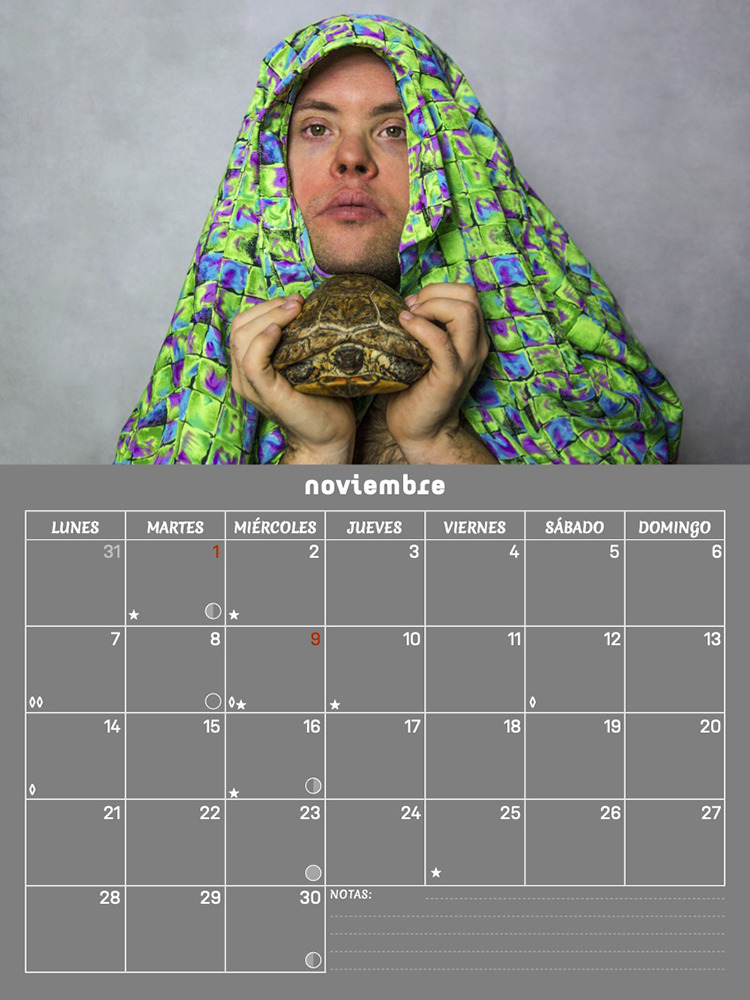 noviembre
LUNES MARTES MIÉRCOLES JUEVES VIERNES SÁBADO DOMINGO
31 1 2 3 4 5 6
7 8 9 10 11 12 13
14 15 16 17 18 19 20
21 22 23 24 25 26 27
28 29 30 NOTAS: